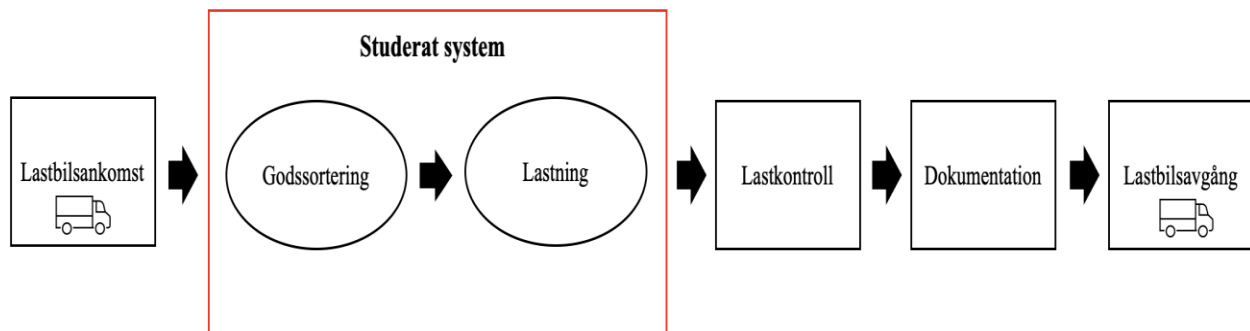 Studerat system
Lastbilsankomst
Godssortering
Lastning
Lastkontroll
Dokumentation
Lastbilsavgång